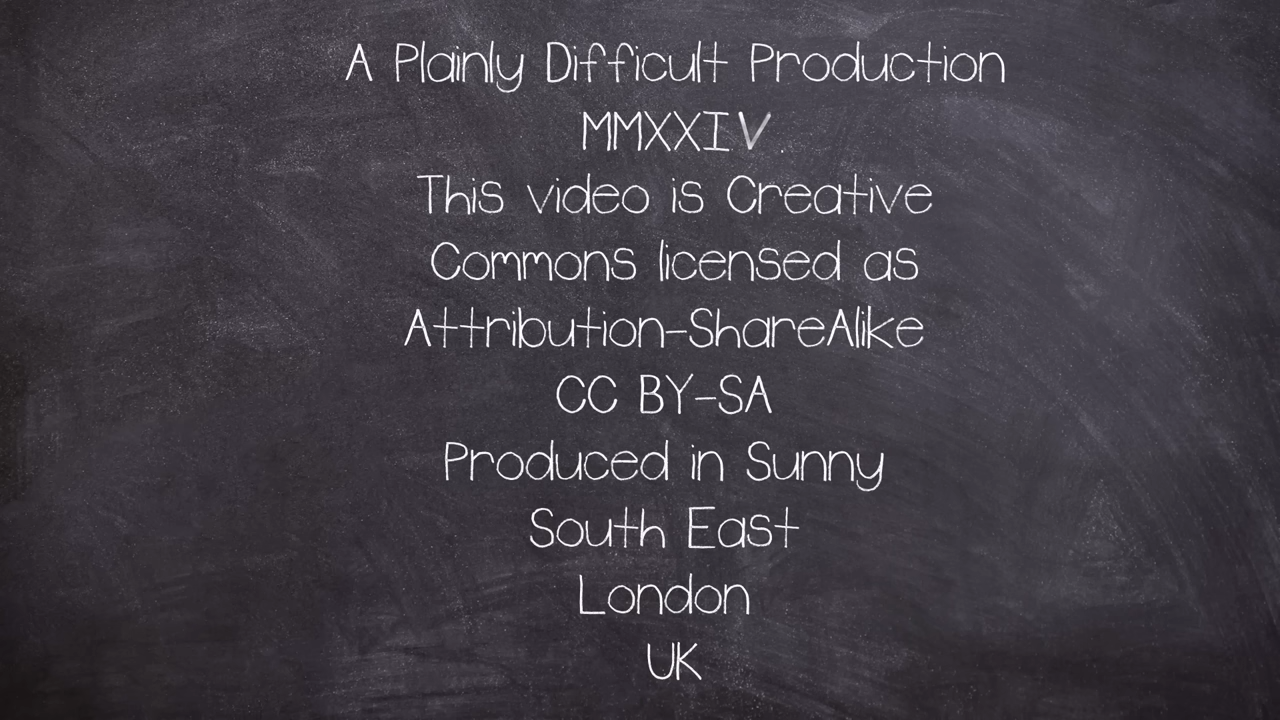 A Plainly Difficult Production
MMXXIV
This video is Creative
Commons licensed as
Attribution-ShareAlike
CC BY-SA
Produced in Sunny
South East
London
UK